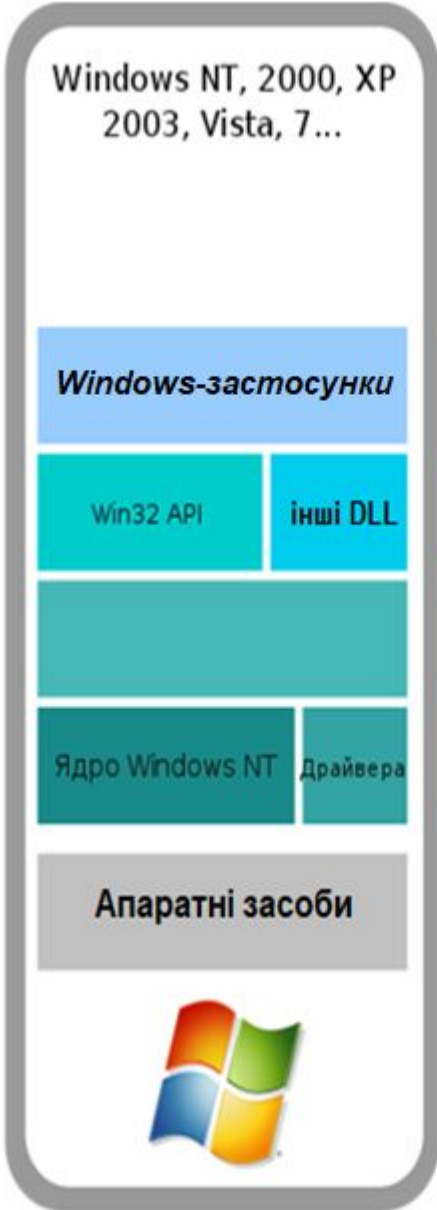 Windows NT, 2000, XP
2003, Vista, 7...
Windows-застосунки
Win32 API
інші DLL
Ядро Windows NT
Драйвера
Апаратні засоби